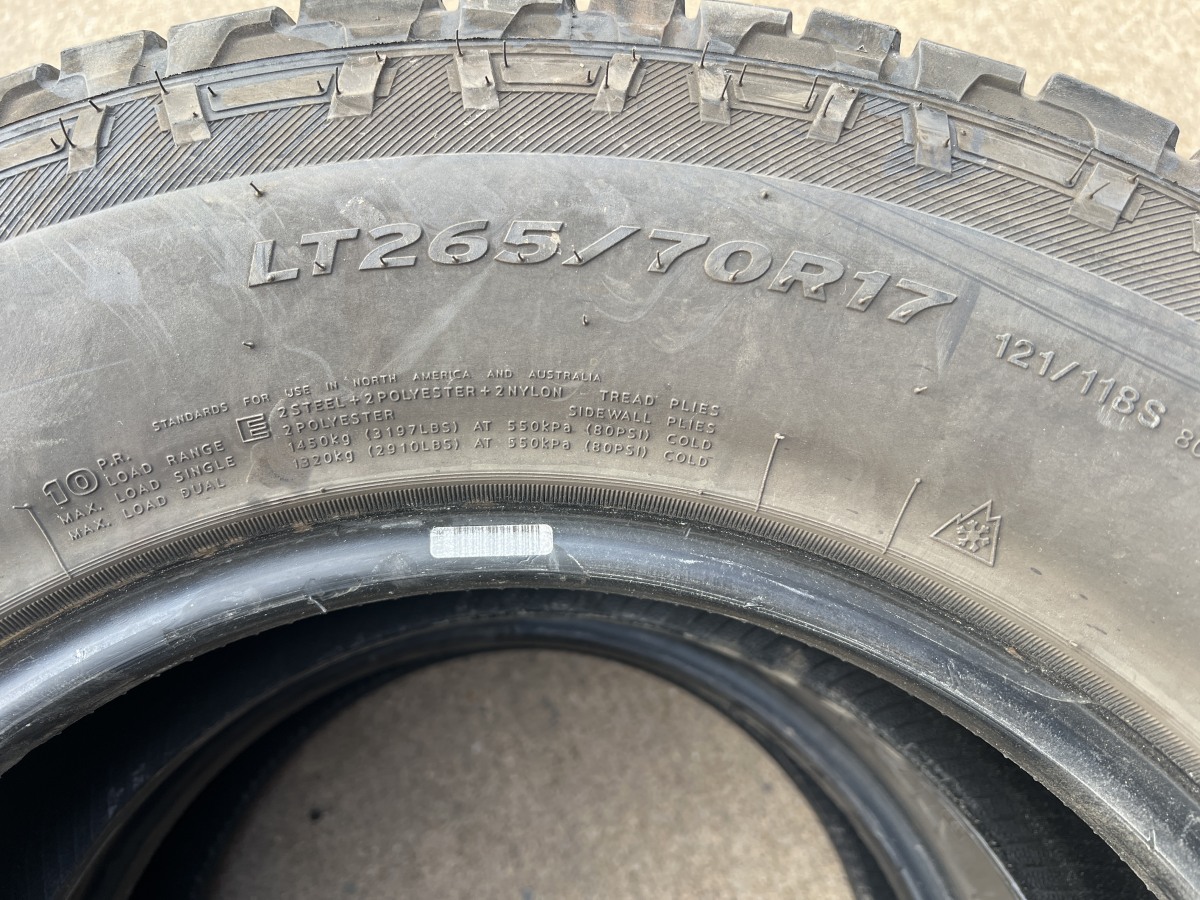 LT265/70R17
121/118S
STANDARDS FOR USE IN NORTH AMERICA AND AUSTRALIA
10 P.R.
LOAD RANGE E 2 STEEL + 2 POLYESTER + 2 NYLON TREAD PLIES
2 POLYESTER SIDEWALL PLIES
MAX. LOAD SINGLE 1450kg (3197LBS) AT 550kPa (80PSI) COLD
MAX. LOAD DUAL 1320kg (2910LBS) AT 550kPa (80PSI) COLD